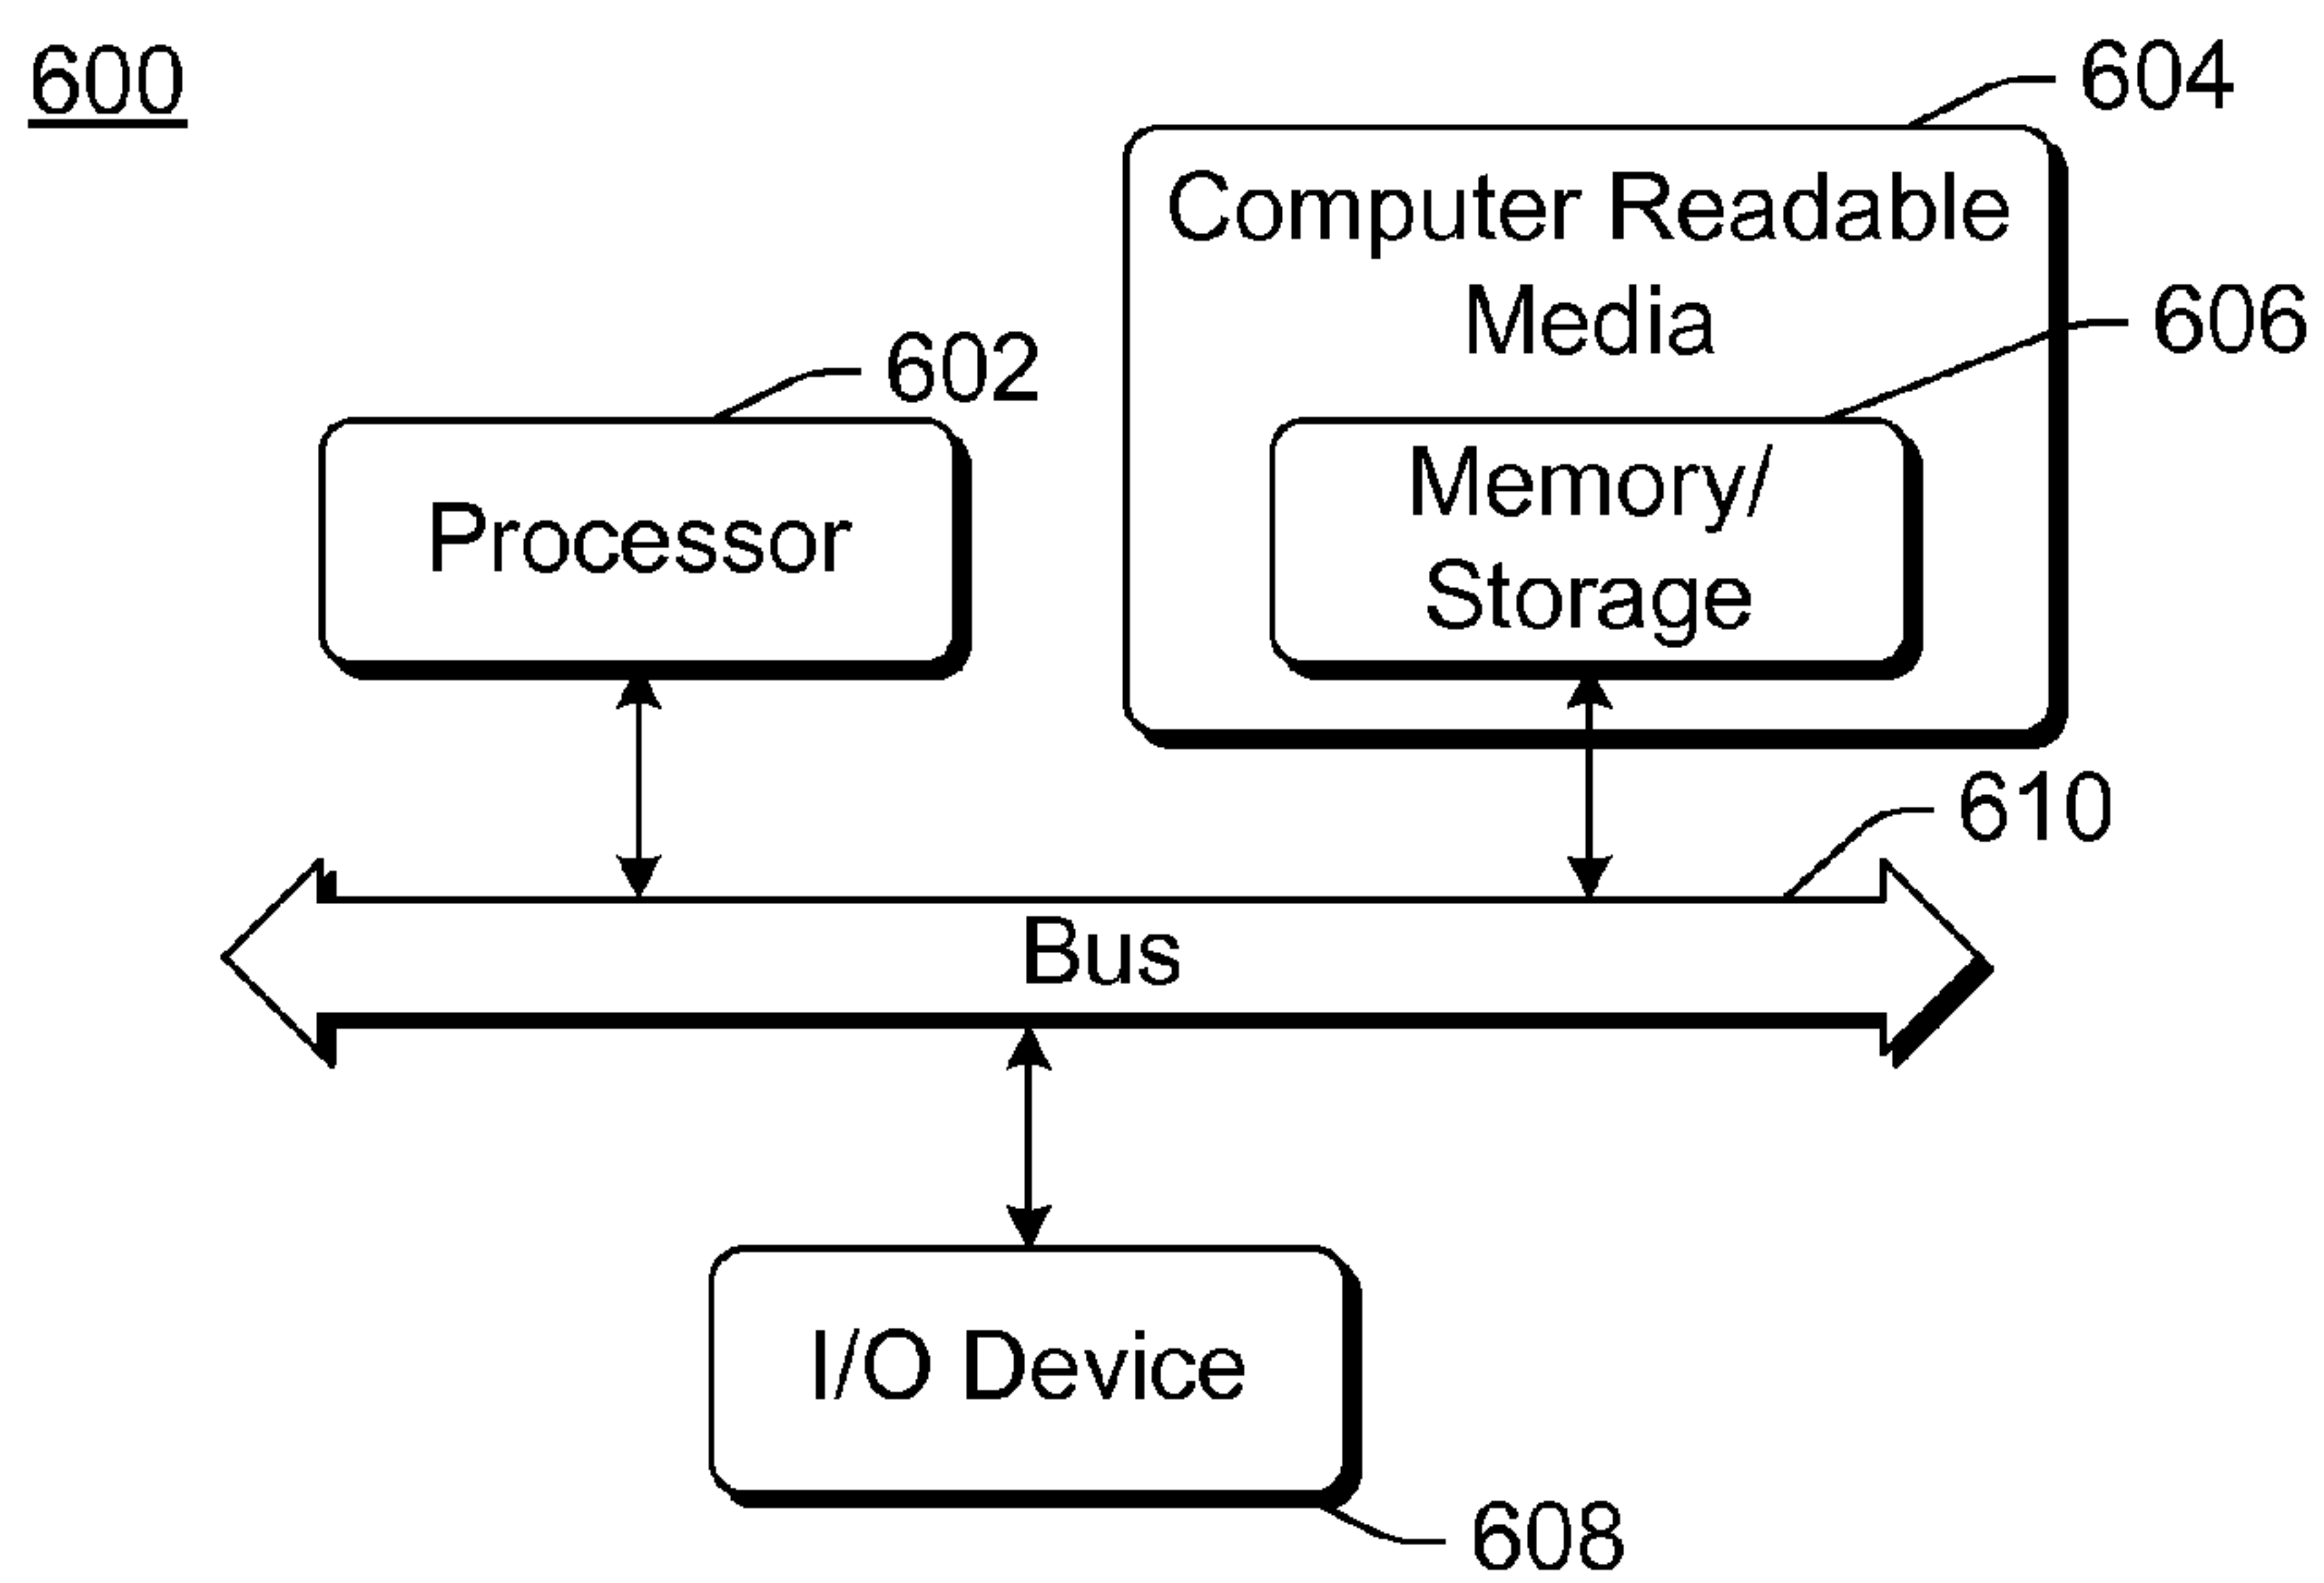 600
604
Computer Readable
Media
606
602
Processor
Memory/
Storage
610
Bus
I/O Device
608